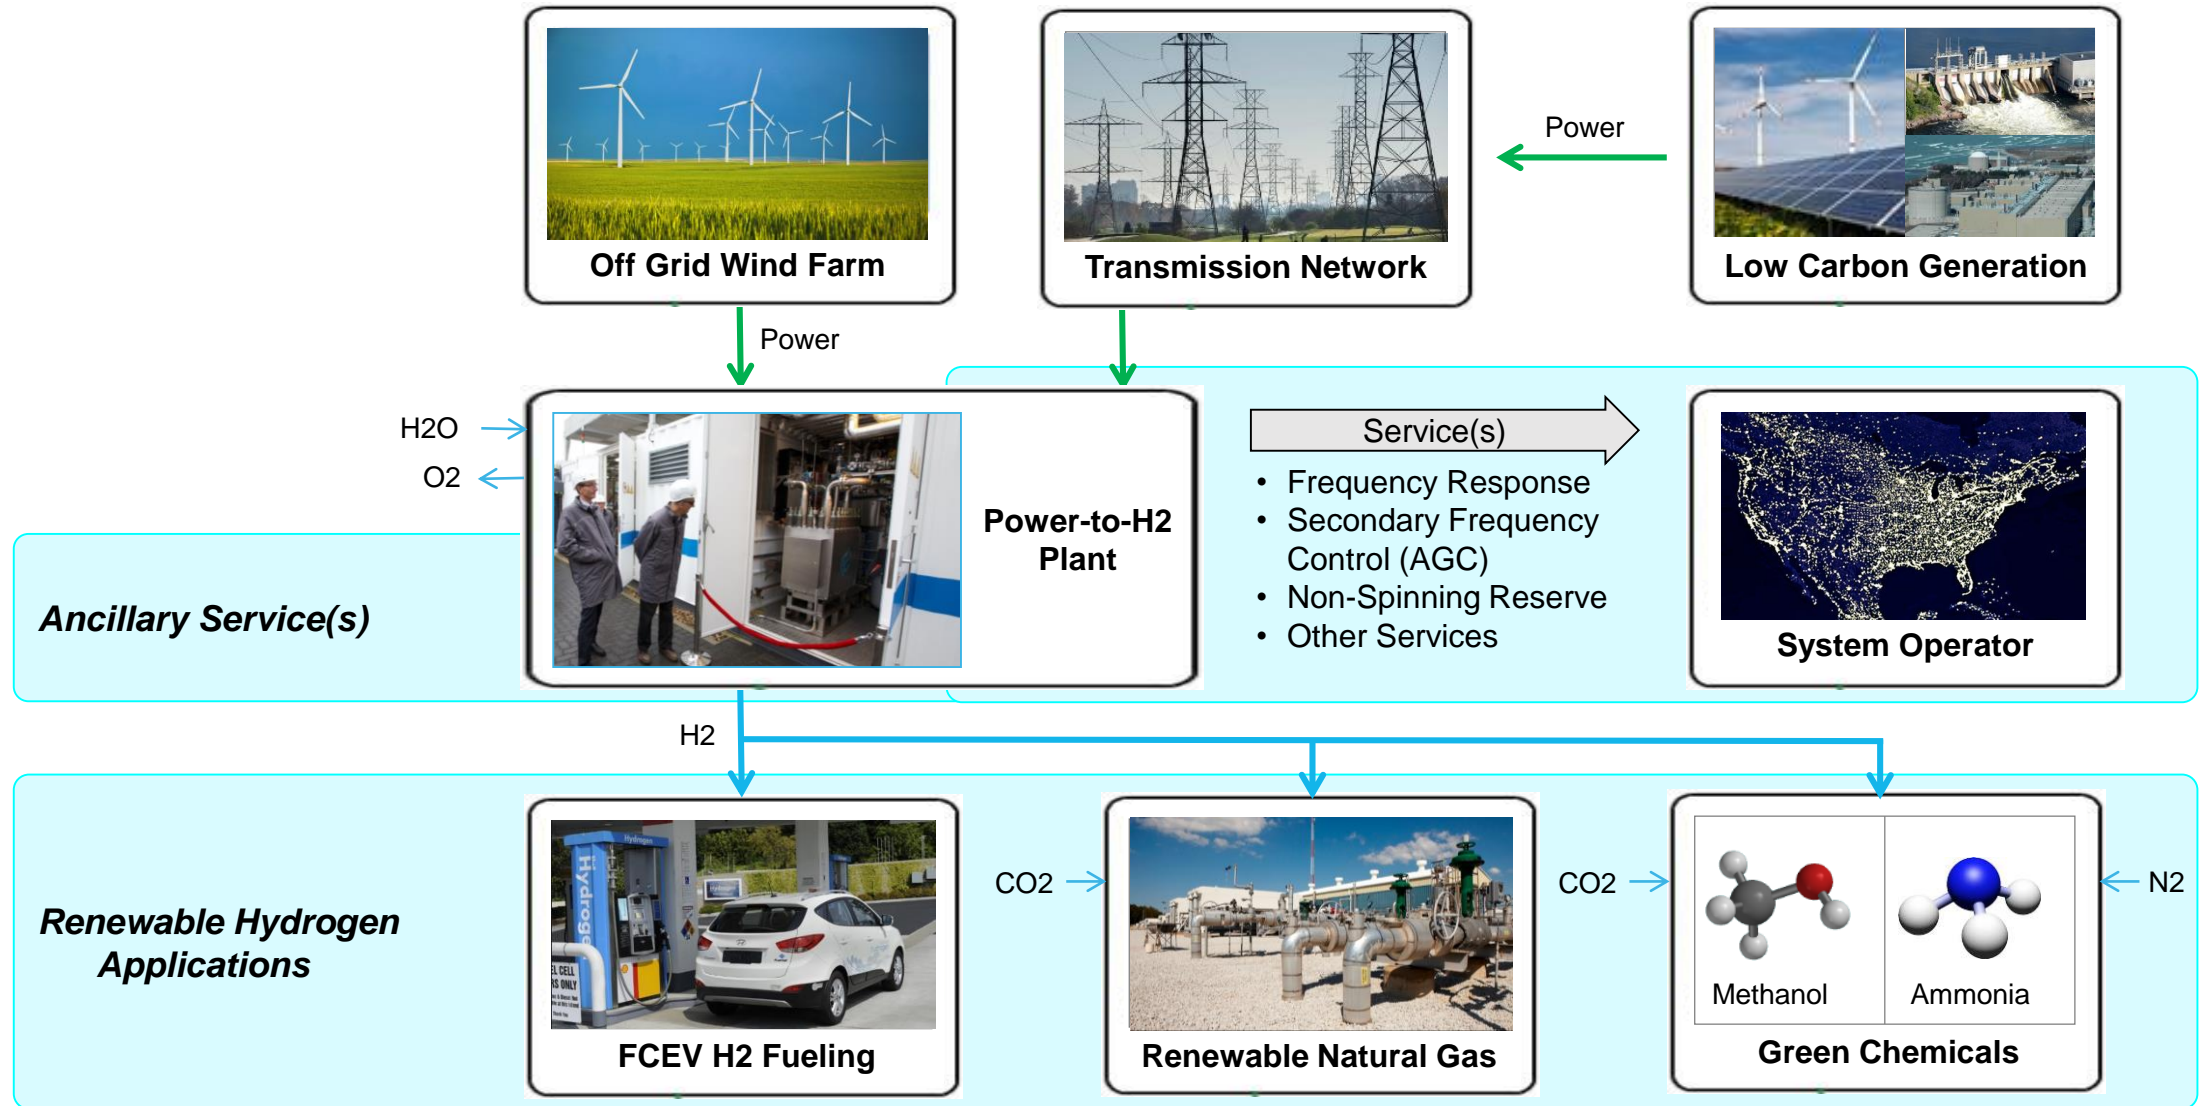 Off Grid Wind Farm
Transmission Network
Power
Low Carbon Generation
Power
H2O
O2
Power-to-H2
Plant
Service(s)
• Frequency Response
• Secondary Frequency
Control (AGC)
• Non-Spinning Reserve
• Other Services
System Operator
Ancillary Service(s)
H2
Renewable Hydrogen
Applications
Hydrogen
Hydrogen
FCEV H2 Fueling
CO2
Renewable Natural Gas
CO2
Methanol
Ammonia
N2
Green Chemicals